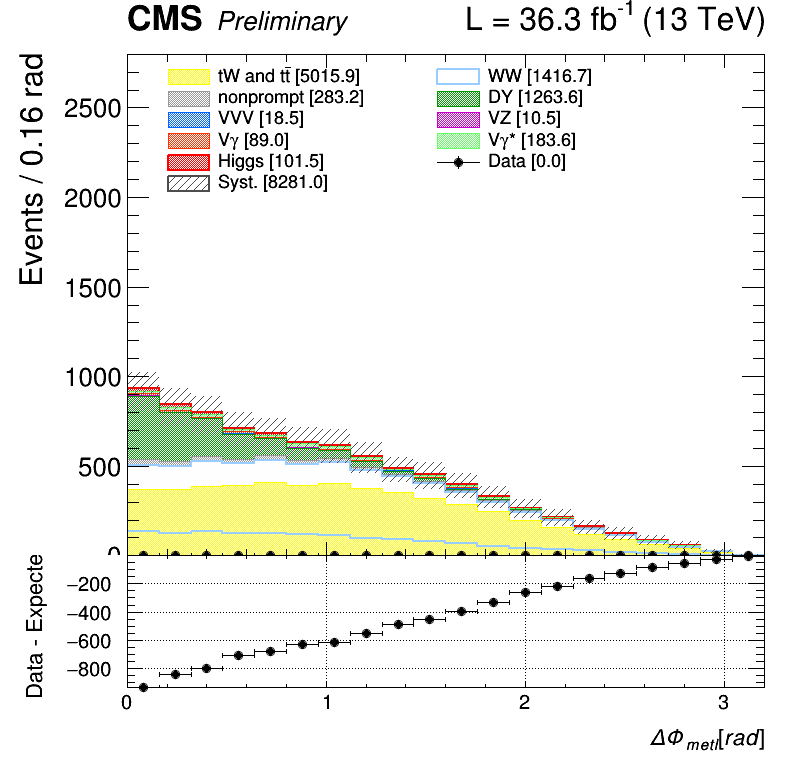 CMS Preliminary L = 36.3 fb⁻¹ (13 TeV)
Events / 0.16 rad
2500
2000
1500
1000
500
0
tW and tt̄ [5015.9]
nonprompt [283.2]
VVV [18.5]
Vγ [89.0]
Higgs [101.5]
Syst. [8281.0]
WW [1416.7]
DY [1263.6]
VZ [10.5]
Vγ* [183.6]
Data [0.0]
Data - Expecte
−200
−400
−600
−800
0 1 2 3
ΔΦmetl[rad]